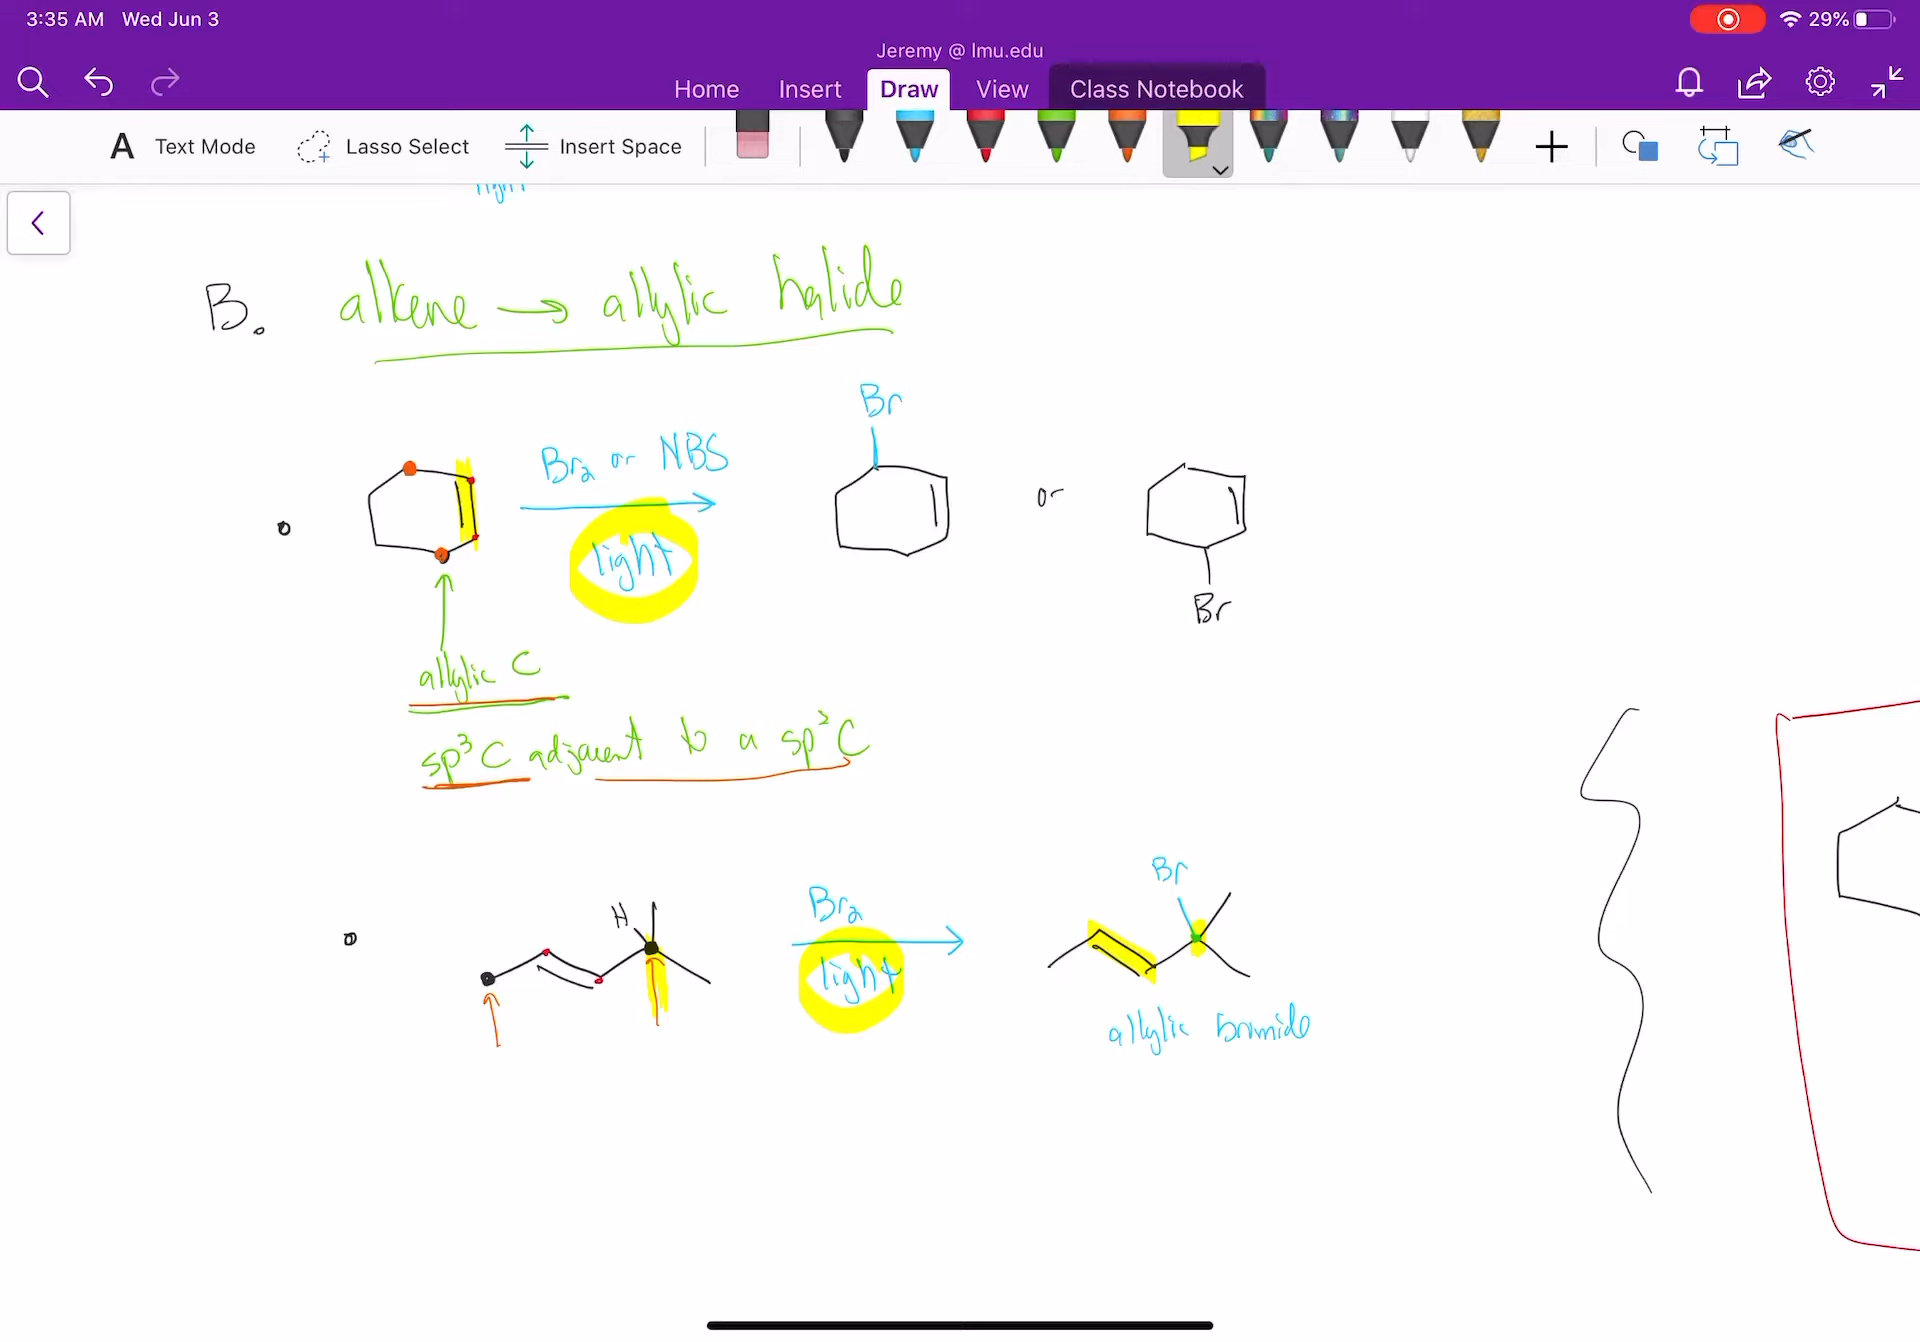 3:35 AM Wed Jun 3
29%
Jeremy @ lmu.edu
Home Insert Draw View Class Notebook
A Text Mode Lasso Select Insert Space
light
B. alkene → allylic halide
Br
Br₂ or NBS
or
light
Br
allylic C
sp³ C adjacent to a sp² C
Br
H
Br₂
light
allylic bromide